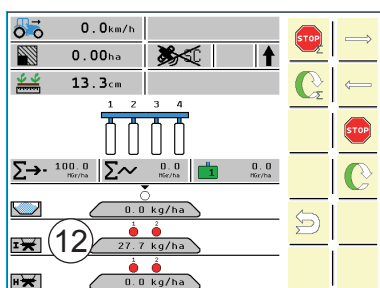 0.0km/h
STOP
Σ
0.00ha
SC
Σ
13.3cm
1 2 3 4
STOP
Σ→· 100.0 MGr/ha Σ~ 0.0 MGr/ha 1 0.0 MGr/ha
0.0 kg/ha
1 2
I 27.7 kg/ha
12
1 2
H 0.0 kg/ha